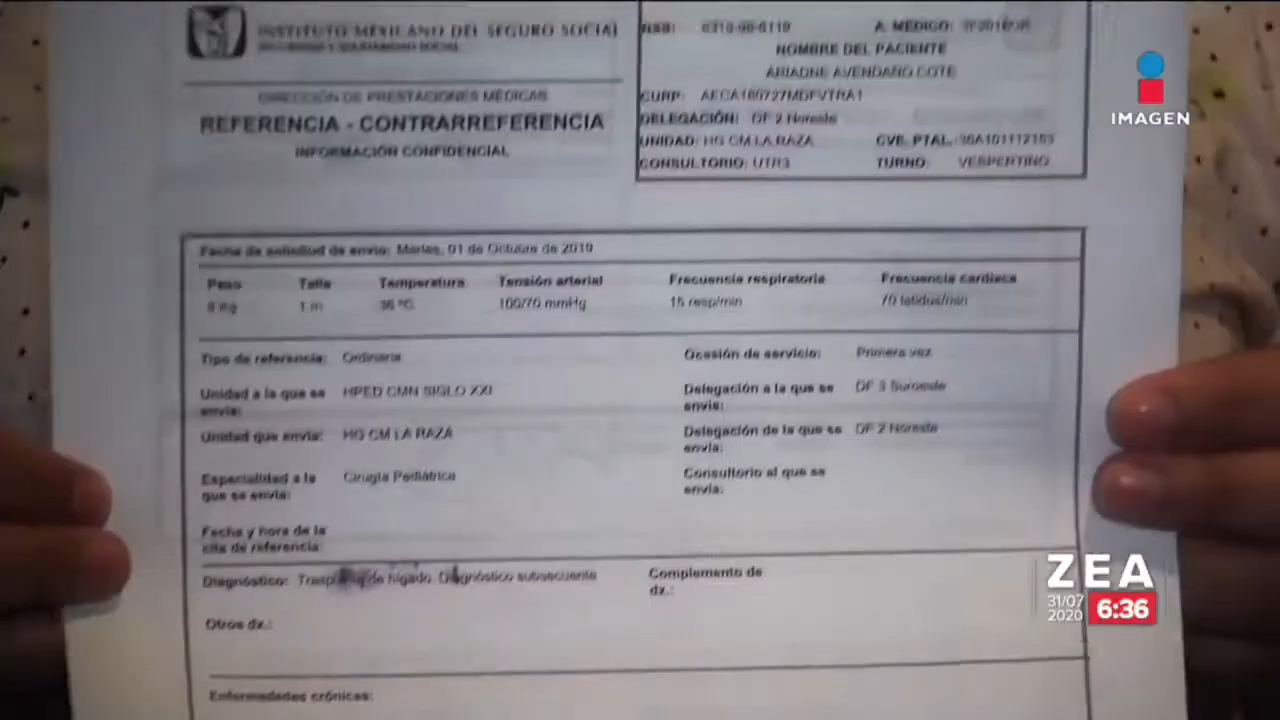 INSTITUTO MEXICANO DEL SEGURO SOCIAL
DIRECCIÓN DE PRESTACIONES MÉDICAS
REFERENCIA - CONTRARREFERENCIA
INFORMACIÓN CONFIDENCIAL
A. MÉDICO:
NOMBRE DEL PACIENTE
ARIADNE AVENDAÑO COTE
CURP:
DELEGACIÓN: DF 2 Noreste
UNIDAD: HG CM LA RAZA CVE. PTAL.:
CONSULTORIO: UTR3 TURNO: VESPERTINO
IMAGEN
Fecha de solicitud de envío: Martes, 01 de Octubre de 2019
Peso Talla Temperatura Tensión arterial Frecuencia respiratoria Frecuencia cardiaca
Kg 1 m 36 ºC 100/70 mmHg 15 resp/min 70 latidos/min
Tipo de referencia: Ordinaria Ocasión de servicio: Primera vez
Unidad a la que se envía: HPED CMN SIGLO XXI Delegación a la que se envía: DF 3 Suroeste
Unidad que envía: HG CM LA RAZA Delegación de la que se envía: DF 2 Noreste
Especialidad a la que se envía: Cirugía Pediátrica Consultorio al que se envía:
Fecha y hora de la cita de referencia:
Diagnóstico: Trasplante de hígado. Diagnóstico subsecuente Complemento de dx.:
Otros dx.:
Enfermedades crónicas:
ZEA
31/07 2020 6:36